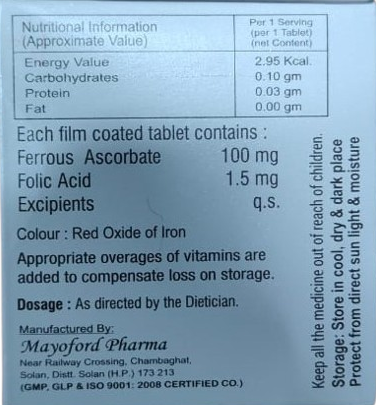 Nutritional Information Per 1 Serving
(Approximate Value) (per 1 Tablet)
(net Content)
Energy Value 2.95 Kcal.
Carbohydrates 0.10 gm
Protein 0.03 gm
Fat 0.00 gm
Each film coated tablet contains :
Ferrous Ascorbate 100 mg
Folic Acid 1.5 mg
Excipients q.s.
Colour : Red Oxide of Iron
Appropriate overages of vitamins are
added to compensate loss on storage.
Dosage : As directed by the Dietician.
Manufactured By:
Mayoford Pharma
Near Railway Crossing, Chambaghat,
Solan, Distt. Solan (H.P.) 173 213
(GMP, GLP & ISO 9001: 2008 CERTIFIED CO.)
Keep all the medicine out of reach of children.
Storage: Store in cool, dry & dark place
Protect from direct sun light & moisture